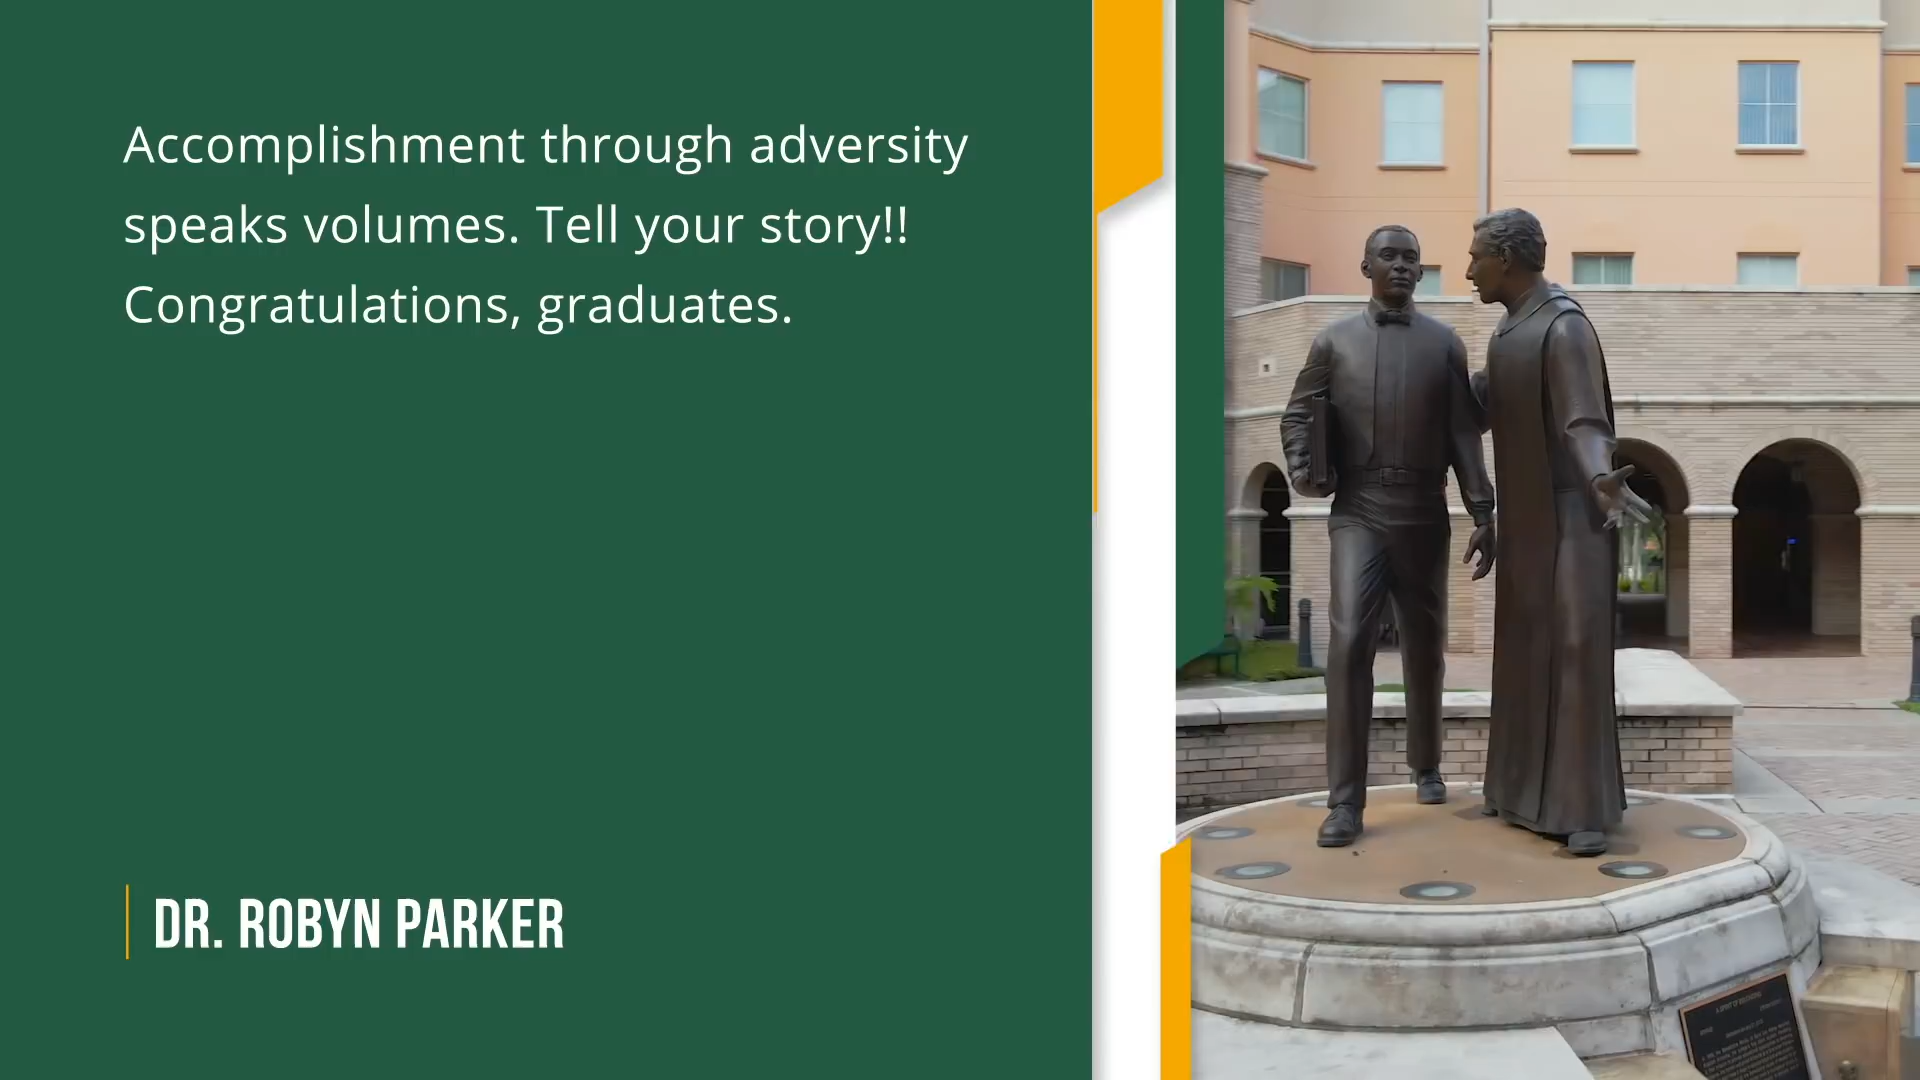 Accomplishment through adversity
speaks volumes. Tell your story!!
Congratulations, graduates.
DR. ROBYN PARKER